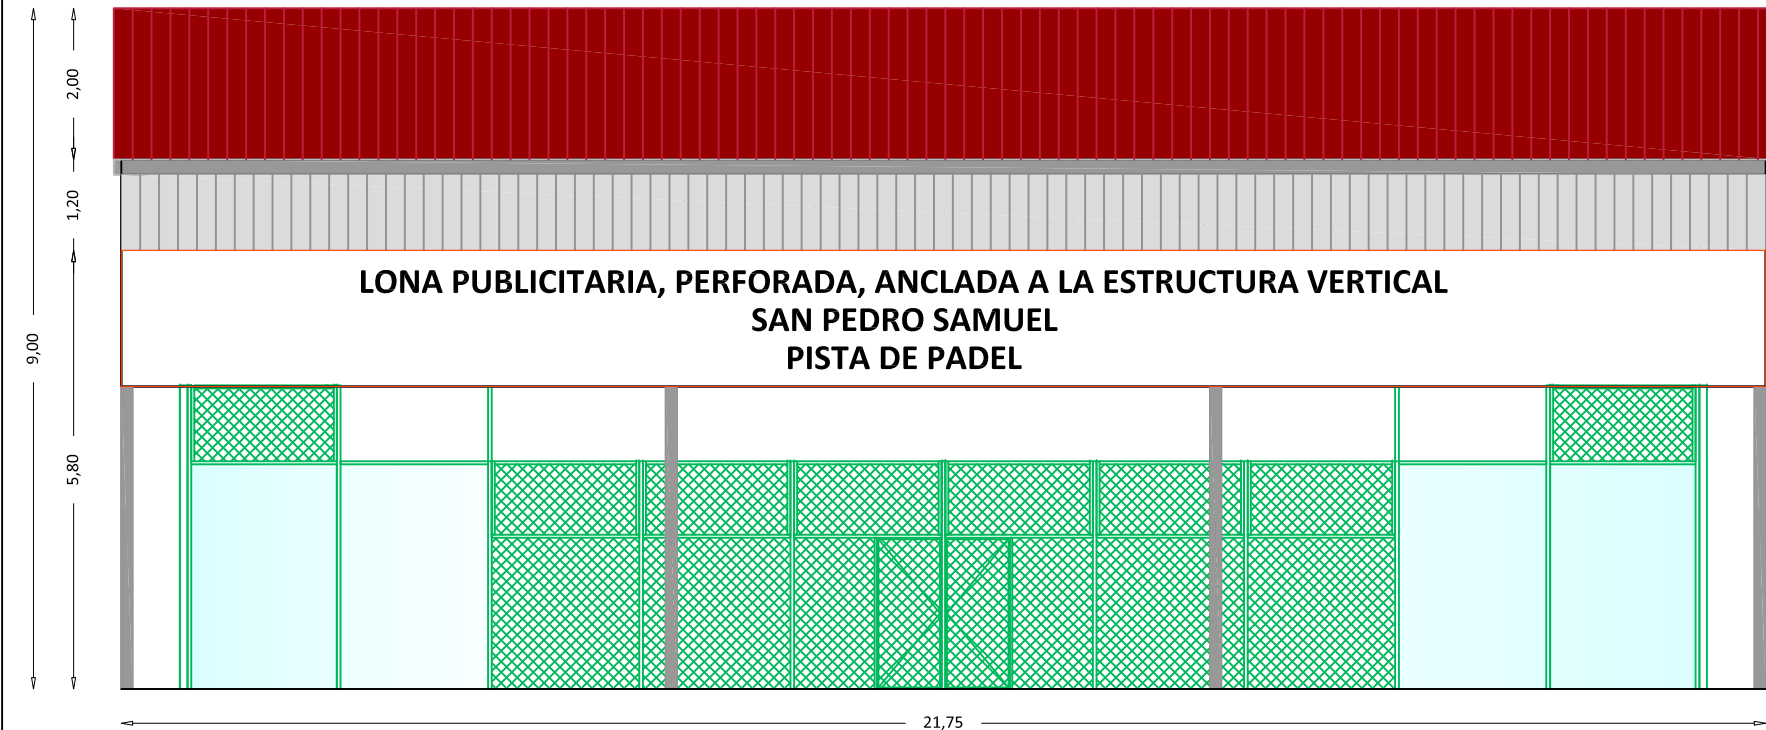 2,00
1,20
9,00
5,80
LONA PUBLICITARIA, PERFORADA, ANCLADA A LA ESTRUCTURA VERTICAL
SAN PEDRO SAMUEL
PISTA DE PADEL
21,75